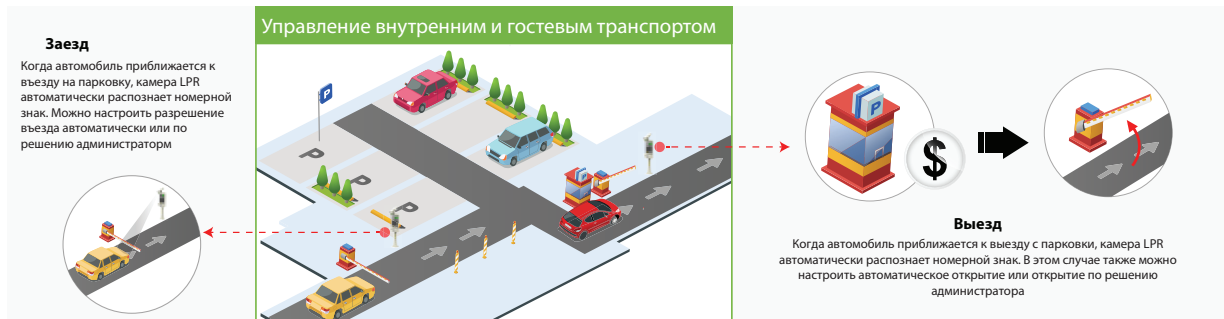 Управление внутренним и гостевым транспортом
Заезд
Когда автомобиль приближается к
въезду на парковку, камера LPR
автоматически распознает номерной
знак. Можно настроить разрешение
въезда автоматически или по
решению администраторм
P
P
P
P
P
P
$
Выезд
Когда автомобиль приближается к выезду с парковки, камера LPR
автоматически распознает номерной знак. В этом случае также можно
настроить автоматическое открытие или открытие по решению
администратора